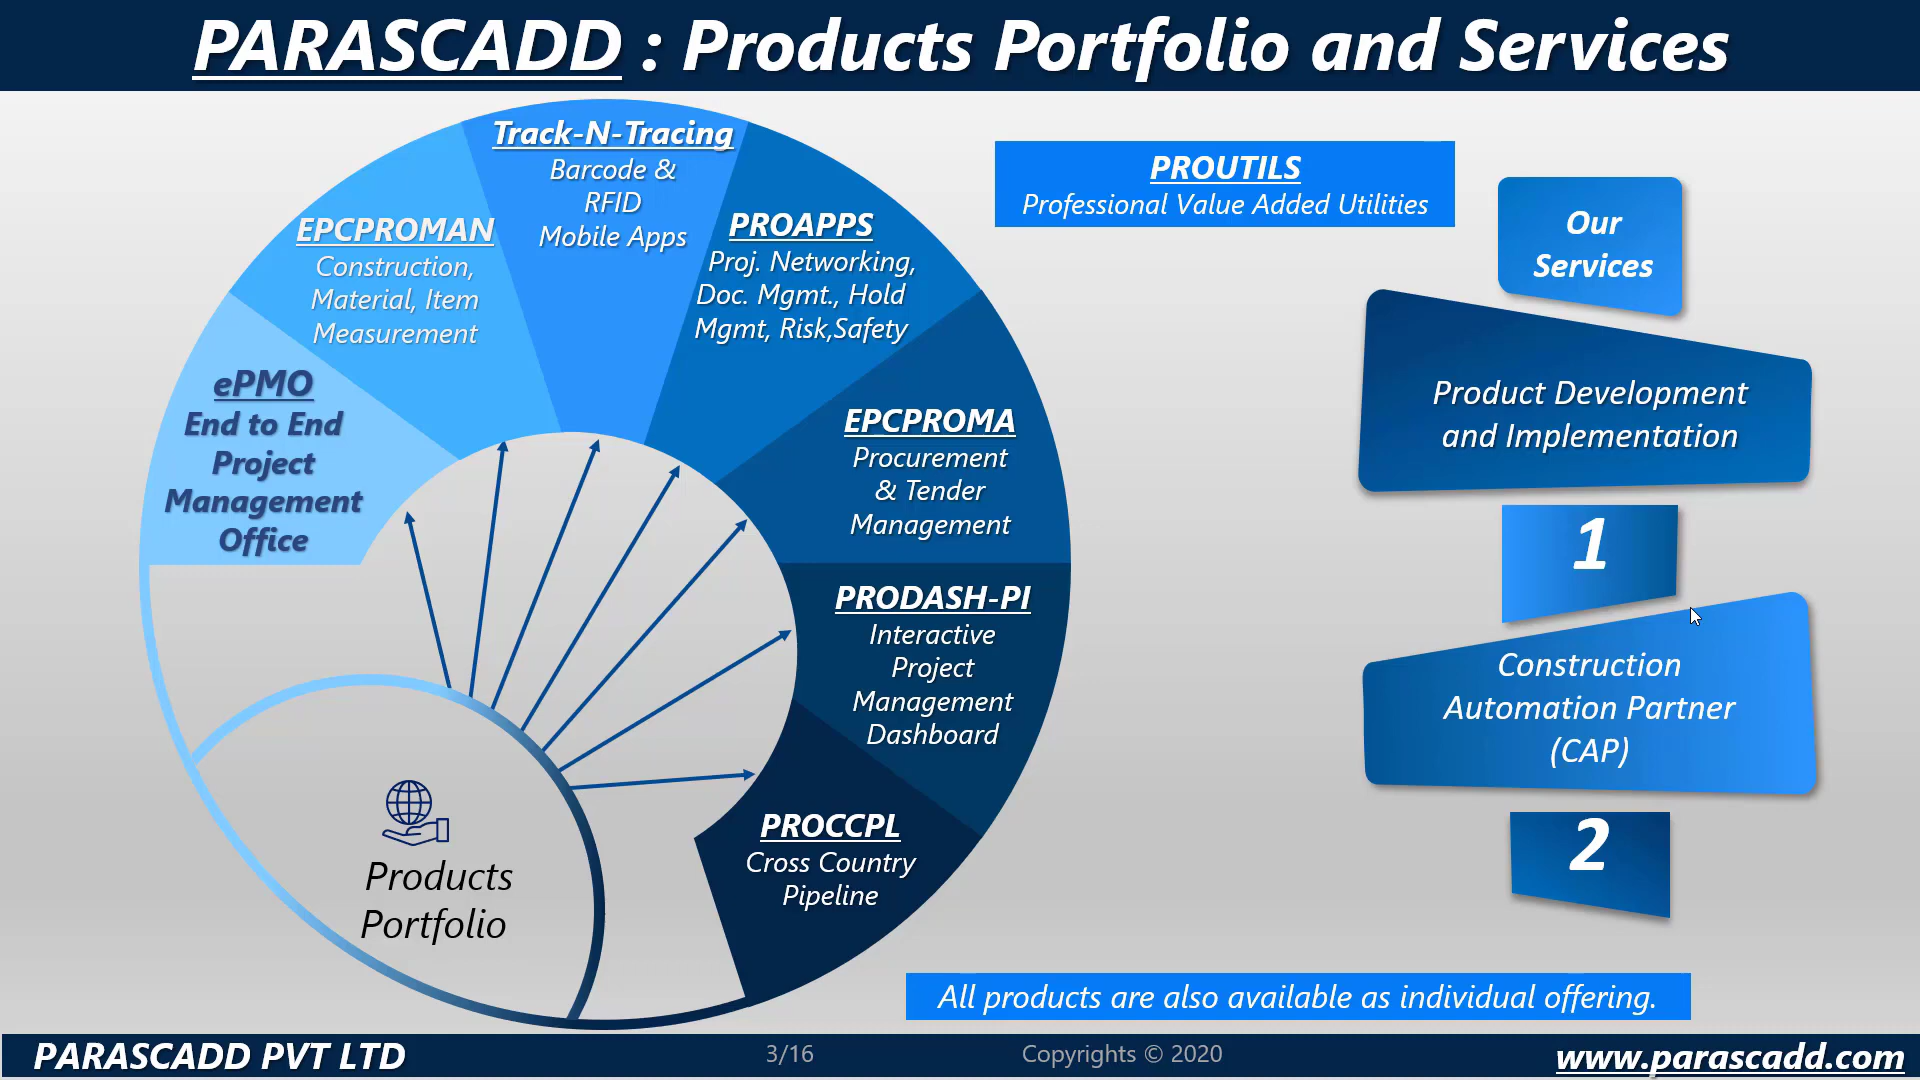 PARASCADD : Products Portfolio and Services
Track-N-Tracing
Barcode &
RFID
Mobile Apps
EPCPROMAN
Construction,
Material, Item
Measurement
PROAPPS
Proj. Networking,
Doc. Mgmt., Hold
Mgmt, Risk,Safety
ePMO
End to End
Project
Management
Office
EPCPROMA
Procurement
& Tender
Management
PRODASH-PI
Interactive
Project
Management
Dashboard
PROCCPL
Cross Country
Pipeline
Products
Portfolio
PROUTILS
Professional Value Added Utilities
Our
Services
Product Development
and Implementation
1
Construction
Automation Partner
(CAP)
2
All products are also available as individual offering.
PARASCADD PVT LTD
3/16
Copyrights © 2020
www.parascadd.com